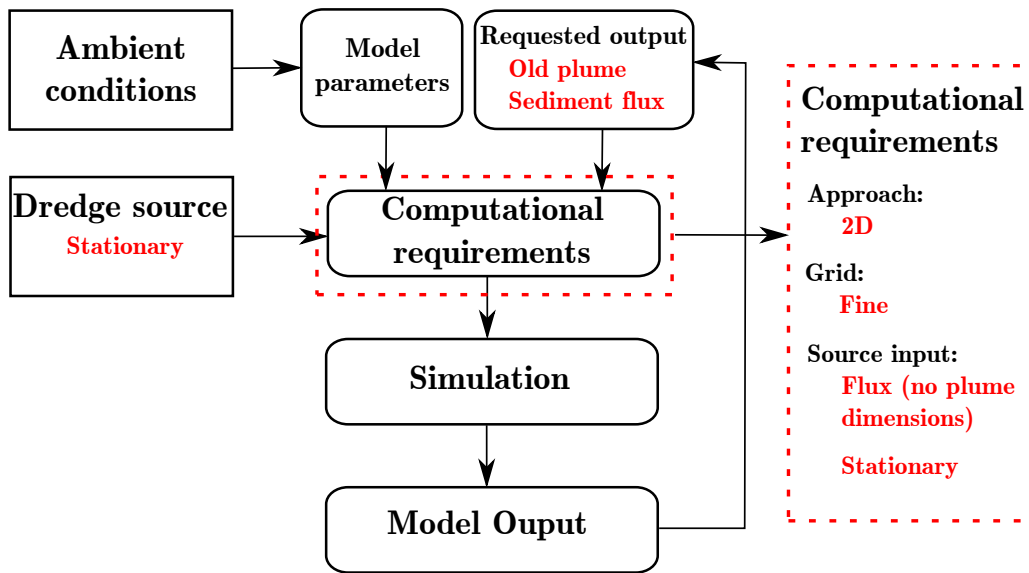 Ambient
conditions
Model
parameters
Requested output
Old plume
Sediment flux
Dredge source
Stationary
Computational
requirements
Simulation
Model Ouput
Computational
requirements
Approach:
2D
Grid:
Fine
Source input:
Flux (no plume
dimensions)
Stationary